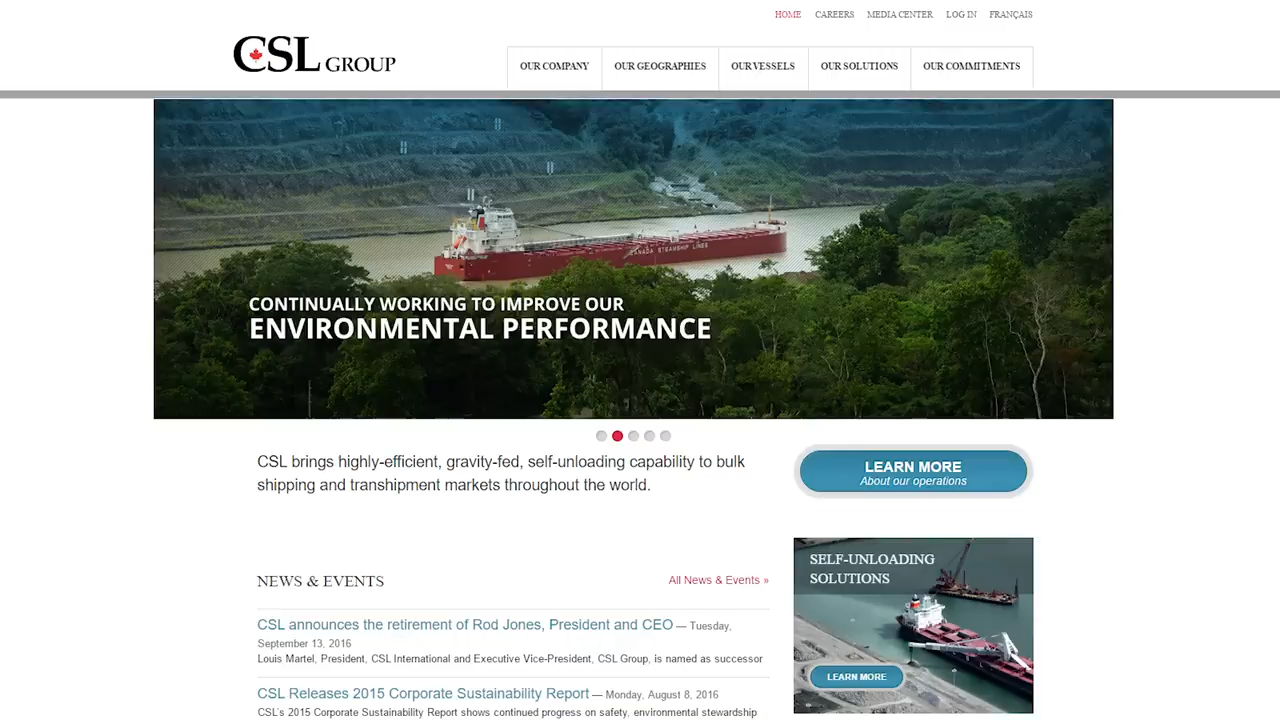 HOME CAREERS MEDIA CENTER LOG IN FRANÇAIS
CSL GROUP
OUR COMPANY OUR GEOGRAPHIES OUR VESSELS OUR SOLUTIONS OUR COMMITMENTS
CANADA STEAMSHIP LINES
CONTINUALLY WORKING TO IMPROVE OUR
ENVIRONMENTAL PERFORMANCE
CSL brings highly-efficient, gravity-fed, self-unloading capability to bulk
shipping and transhipment markets throughout the world.
LEARN MORE
About our operations
NEWS & EVENTS
All News & Events »
CSL announces the retirement of Rod Jones, President and CEO — Tuesday,
September 13, 2016
Louis Martel, President, CSL International and Executive Vice-President, CSL Group, is named as successor
CSL Releases 2015 Corporate Sustainability Report — Monday, August 8, 2016
CSL's 2015 Corporate Sustainability Report shows continued progress on safety, environmental stewardship
SELF-UNLOADING
SOLUTIONS
LEARN MORE